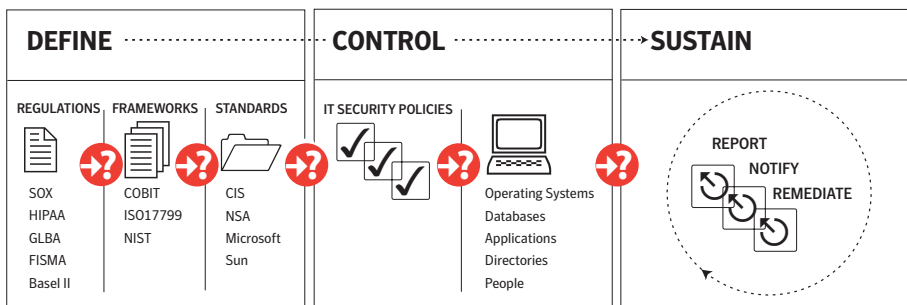 DEFINE
CONTROL
SUSTAIN
REGULATIONS
SOX
HIPAA
GLBA
FISMA
Basel II
FRAMEWORKS
COBIT
ISO17799
NIST
STANDARDS
CIS
NSA
Microsoft
Sun
IT SECURITY POLICIES
Operating Systems
Databases
Applications
Directories
People
REPORT
NOTIFY
REMEDIATE
?
?
?
?
?